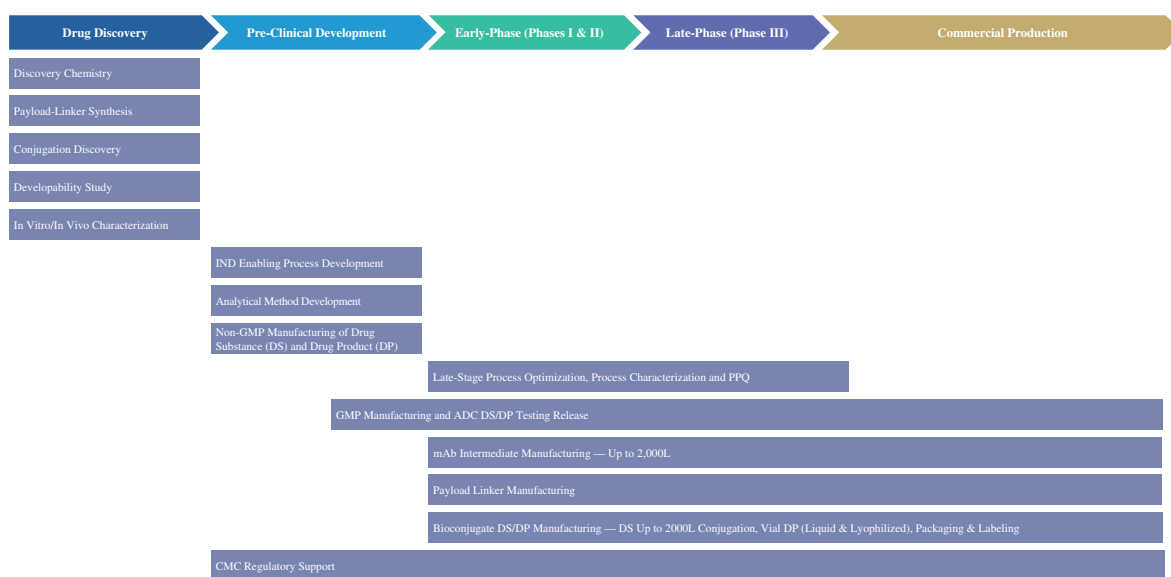 Drug Discovery
Pre-Clinical Development
Early-Phase (Phases I & II)
Late-Phase (Phase III)
Commercial Production
Discovery Chemistry
Payload-Linker Synthesis
Conjugation Discovery
Developability Study
In Vitro/In Vivo Characterization
IND Enabling Process Development
Analytical Method Development
Non-GMP Manufacturing of Drug
Substance (DS) and Drug Product (DP)
Late-Stage Process Optimization, Process Characterization and PPQ
GMP Manufacturing and ADC DS/DP Testing Release
mAb Intermediate Manufacturing — Up to 2,000L
Payload Linker Manufacturing
Bioconjugate DS/DP Manufacturing — DS Up to 2000L Conjugation, Vial DP (Liquid & Lyophilized), Packaging & Labeling
CMC Regulatory Support